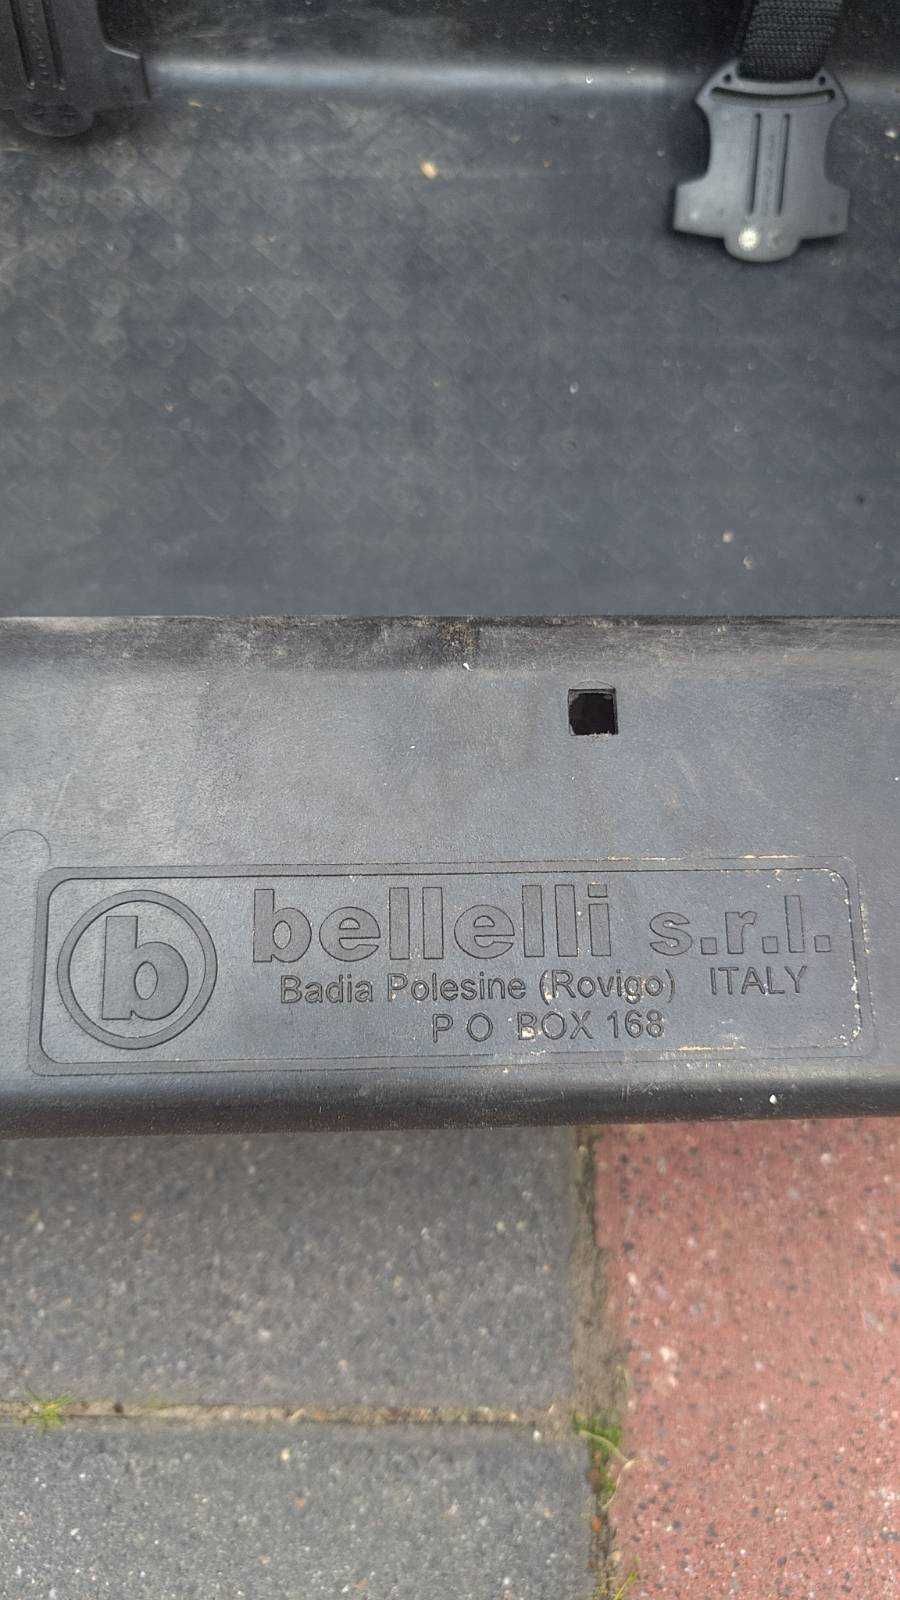 b
bellelli s.r.l.
Badia Polesine (Rovigo) ITALY
P O BOX 168